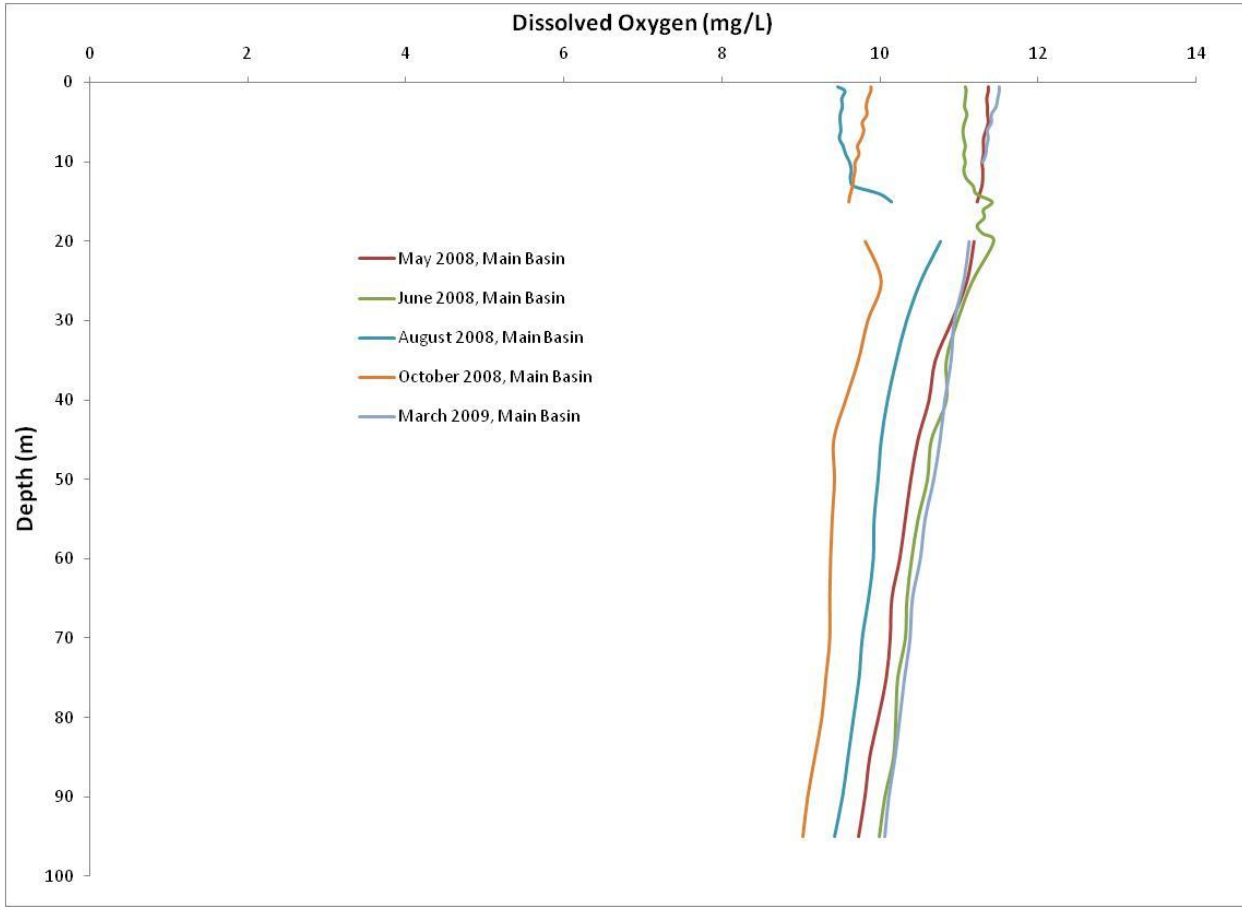 Dissolved Oxygen (mg/L)
0 2 4 6 8 10 12 14
0
10
20
30
40
50
60
70
80
90
100
Depth (m)
May 2008, Main Basin
June 2008, Main Basin
August 2008, Main Basin
October 2008, Main Basin
March 2009, Main Basin